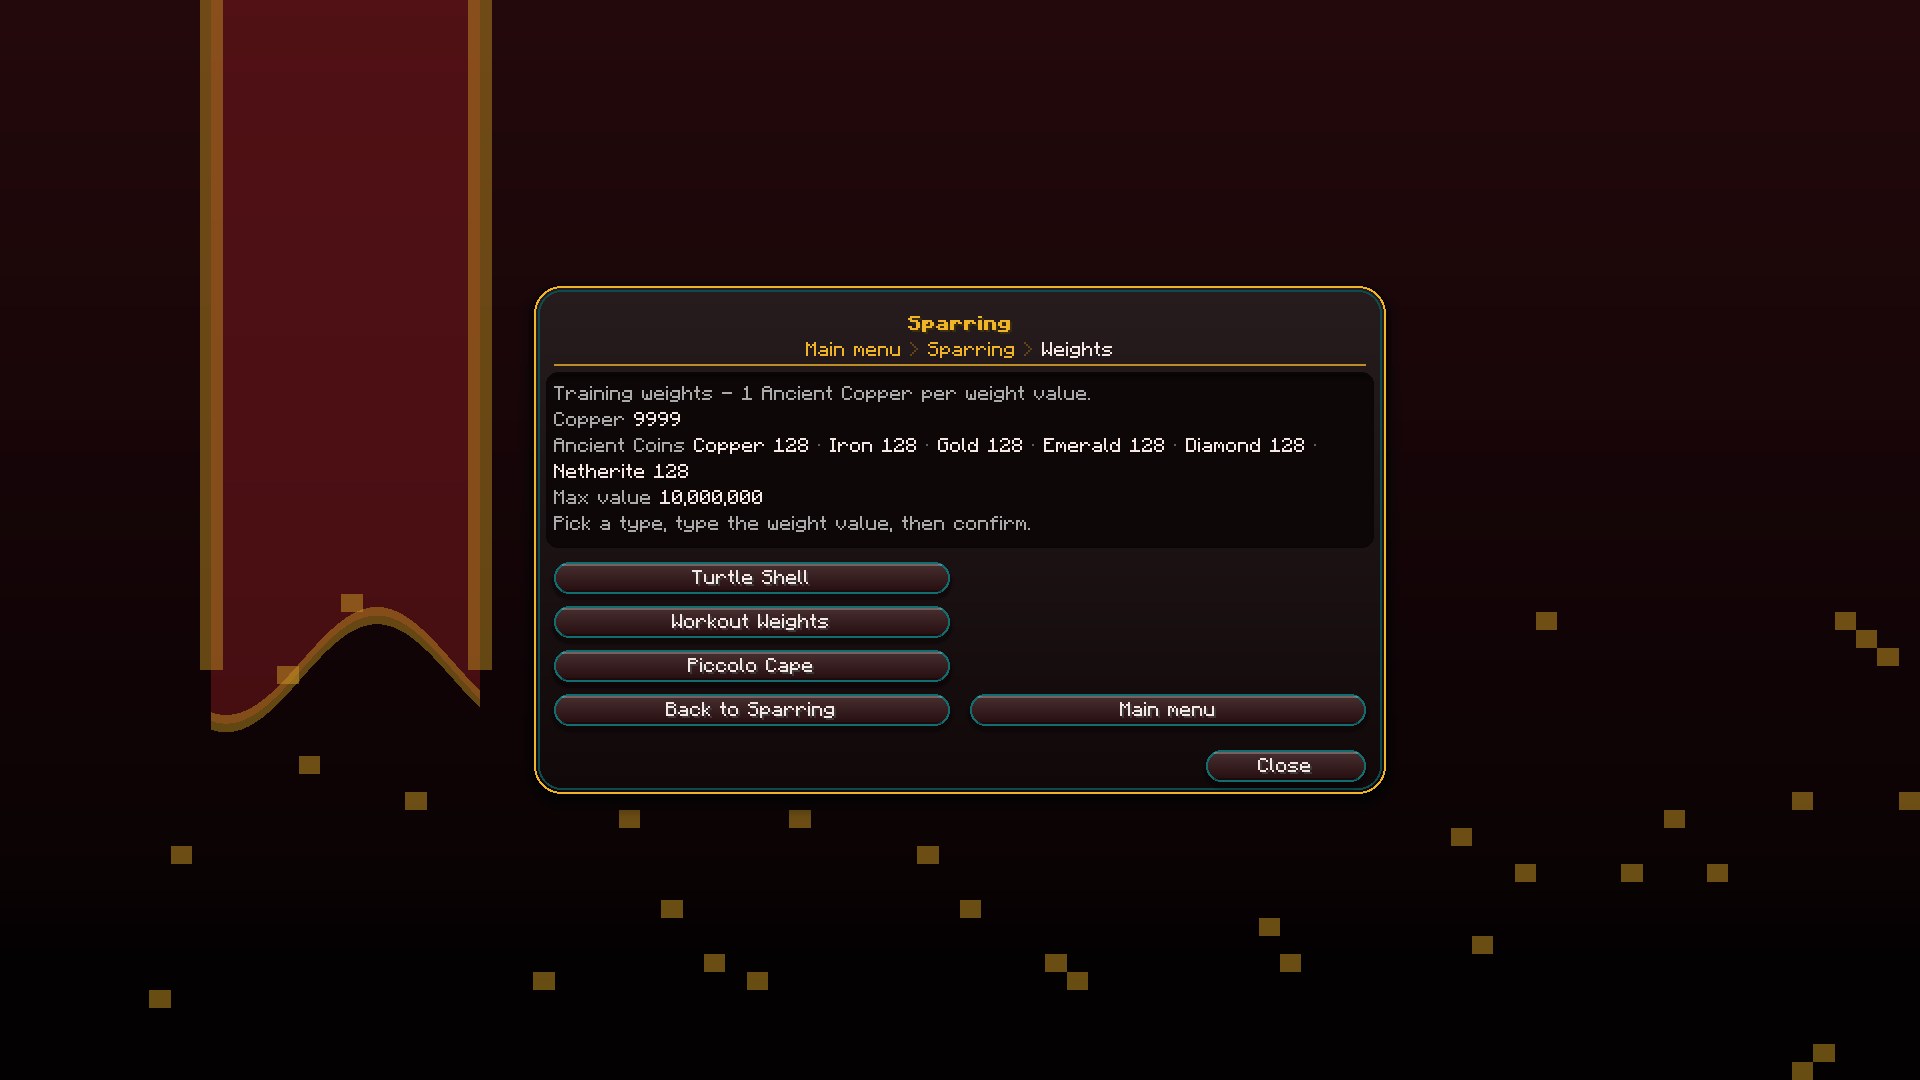 Sparring
Main menu > Sparring > Weights
Training weights - 1 Ancient Copper per weight value.
Copper 9999
Ancient Coins Copper 128 · Iron 128 · Gold 128 · Emerald 128 · Diamond 128 ·
Netherite 128
Max value 10,000,000
Pick a type, type the weight value, then confirm.
Turtle Shell
Workout Weights
Piccolo Cape
Back to Sparring
Main menu
Close